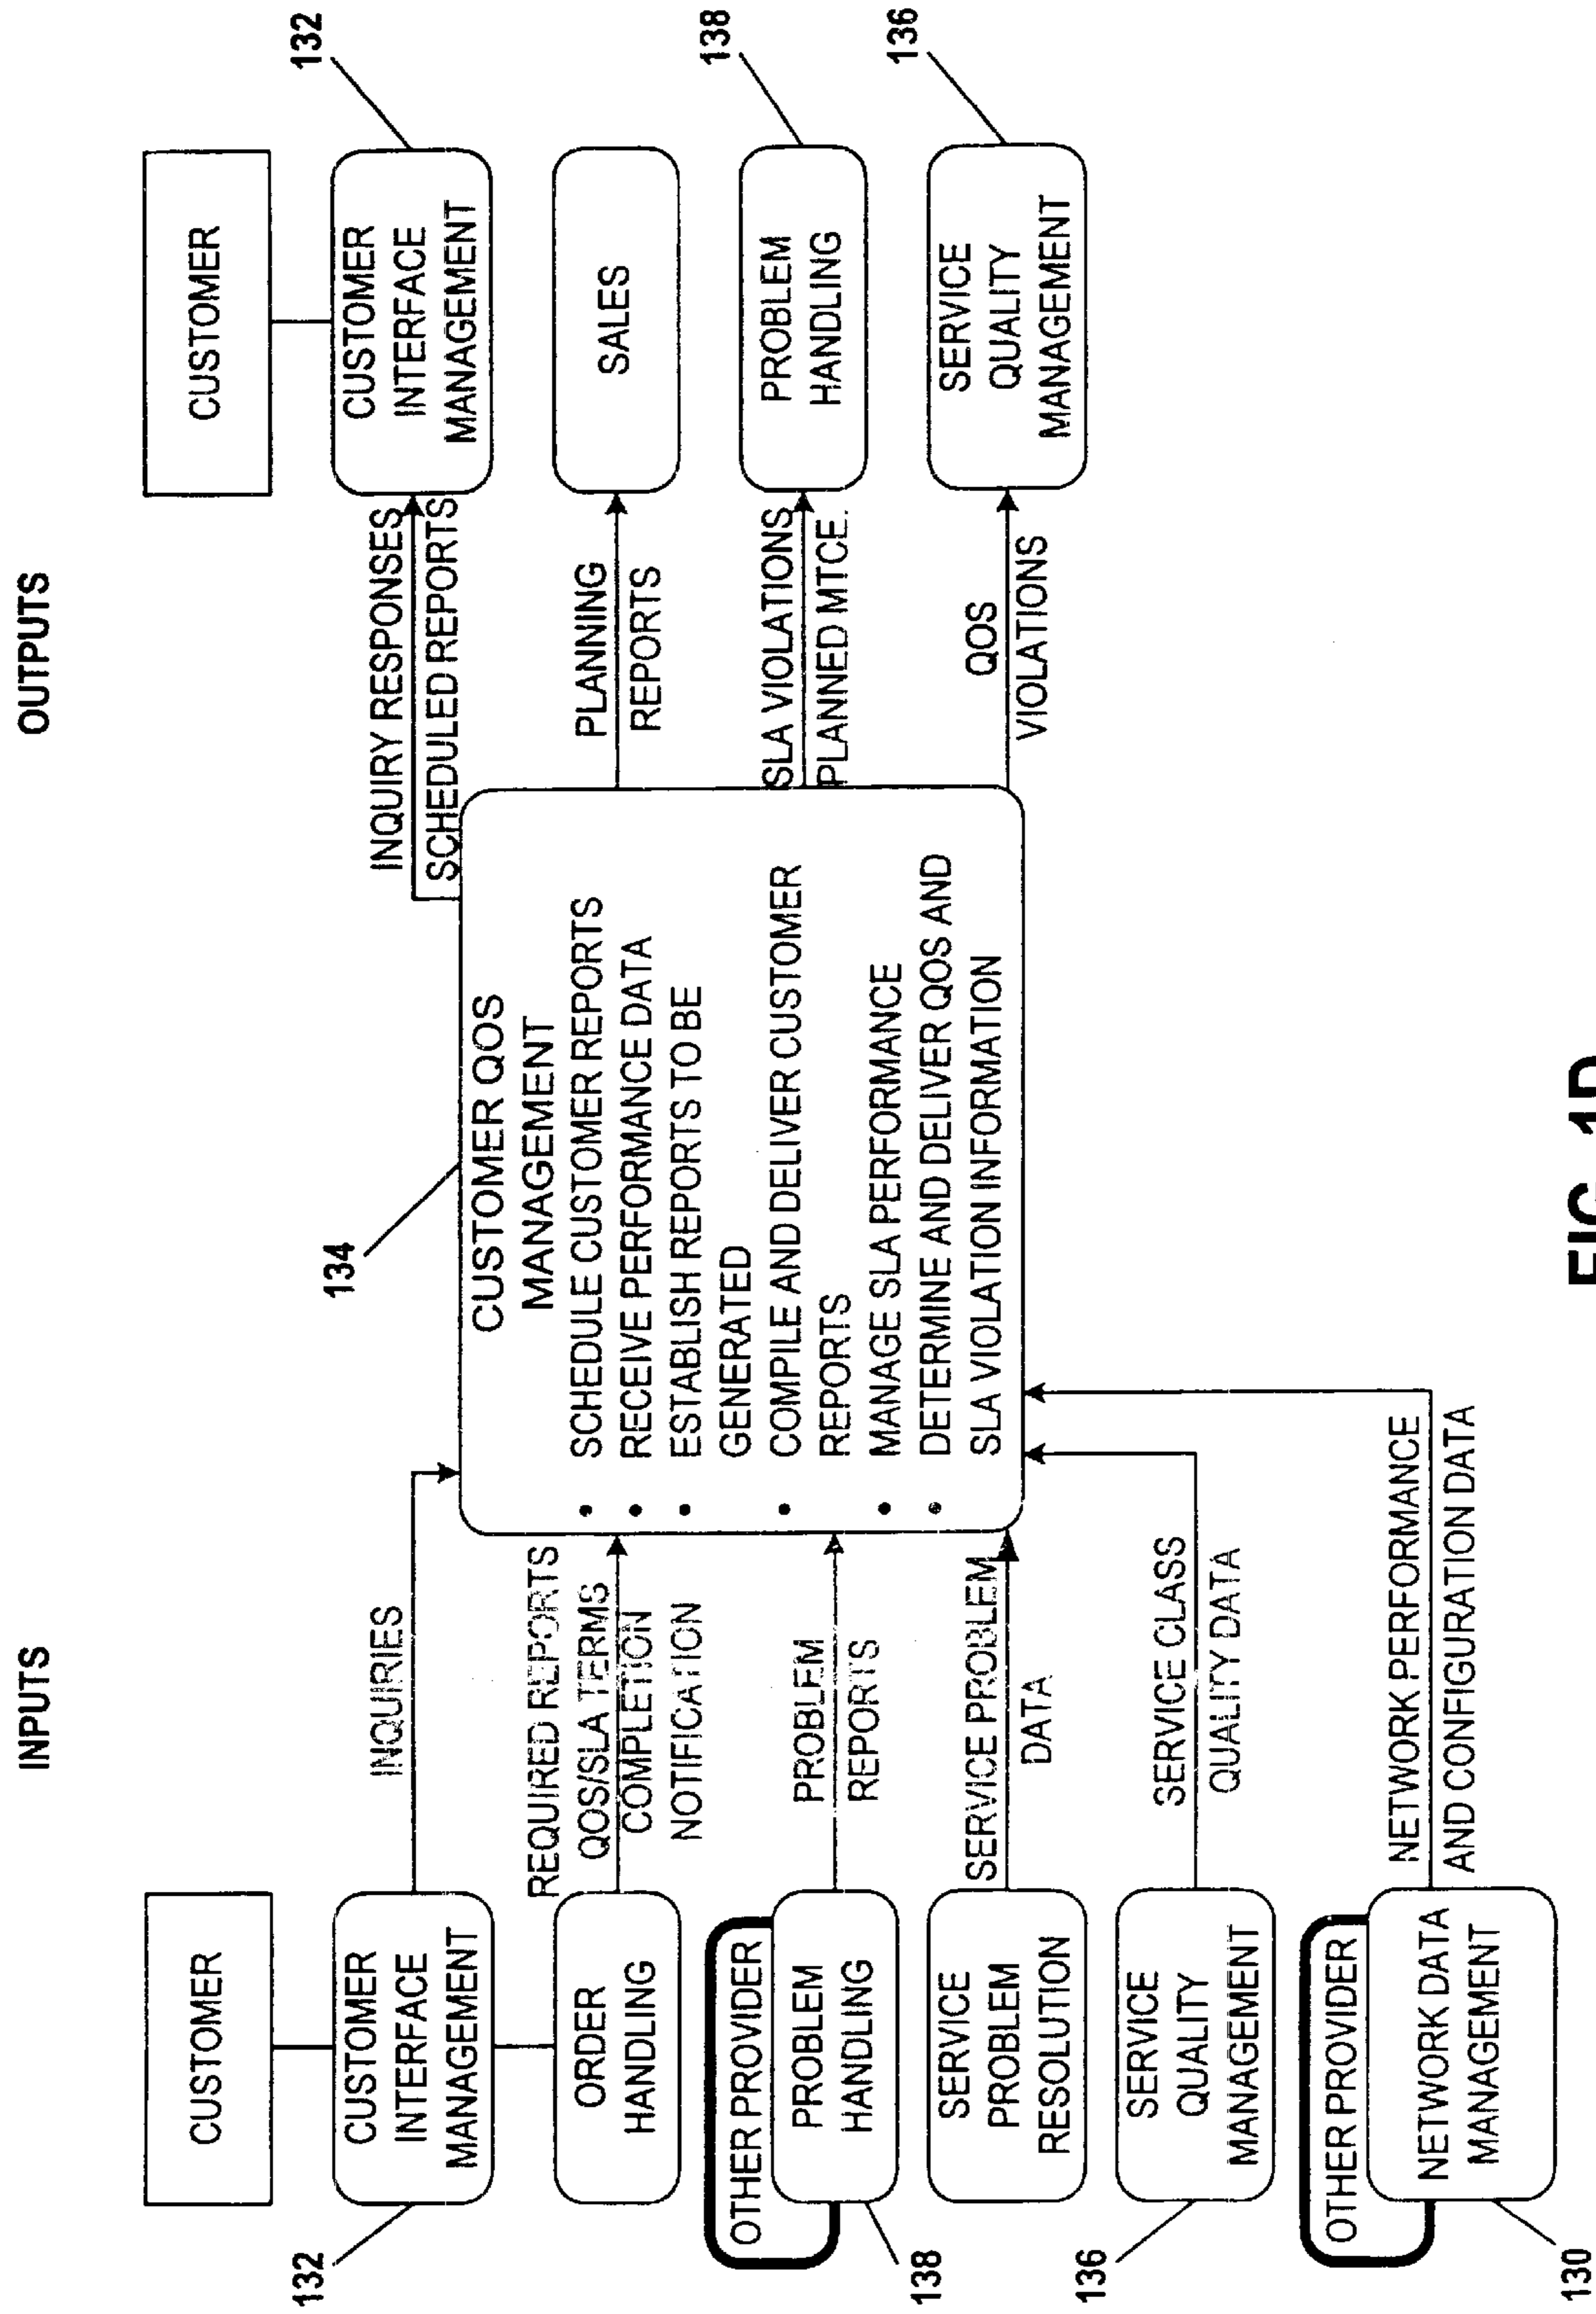 INPUTS
OUTPUTS
CUSTOMER
CUSTOMER
INTERFACE
MANAGEMENT
132
ORDER
HANDLING
OTHER PROVIDER
PROBLEM
HANDLING
138
SERVICE
PROBLEM
RESOLUTION
SERVICE
QUALITY
MANAGEMENT
136
OTHER PROVIDER
NETWORK DATA
MANAGEMENT
130
INQUIRIES
REQUIRED REPORTS
QOS/SLA TERMS
COMPLETION
NOTIFICATION
PROBLEM
REPORTS
SERVICE PROBLEM
DATA
SERVICE CLASS
QUALITY DATA
NETWORK PERFORMANCE
AND CONFIGURATION DATA
134
CUSTOMER QOS
MANAGEMENT
• SCHEDULE CUSTOMER REPORTS
• RECEIVE PERFORMANCE DATA
• ESTABLISH REPORTS TO BE
GENERATED
• COMPILE AND DELIVER CUSTOMER
REPORTS
• MANAGE SLA PERFORMANCE
• DETERMINE AND DELIVER QOS AND
SLA VIOLATION INFORMATION
INQUIRY RESPONSES
SCHEDULED REPORTS
PLANNING
REPORTS
SLA VIOLATIONS
PLANNED MTCE.
QOS
VIOLATIONS
CUSTOMER
CUSTOMER
INTERFACE
MANAGEMENT
132
SALES
PROBLEM
HANDLING
138
SERVICE
QUALITY
MANAGEMENT
136